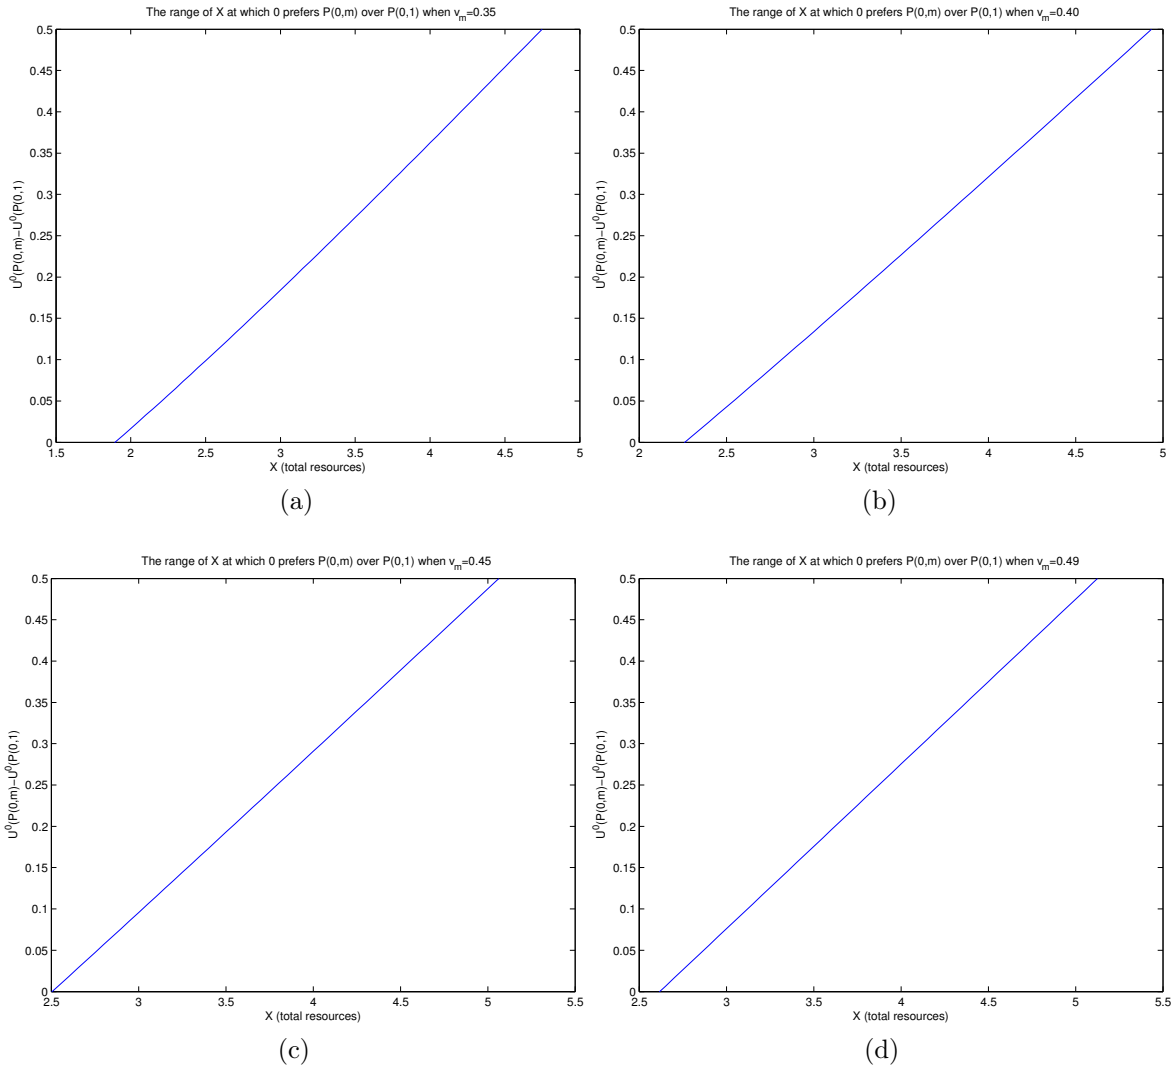 The range of X at which 0 prefers P(0,m) over P(0,1) when v_m=0.35
0.5
0.45
0.4
0.35
0.3
0.25
0.2
0.15
0.1
0.05
0
U^0(P(0,m)−U^0(P(0,1)
1.5 2 2.5 3 3.5 4 4.5 5
X (total resources)
(a)
The range of X at which 0 prefers P(0,m) over P(0,1) when v_m=0.40
0.5
0.45
0.4
0.35
0.3
0.25
0.2
0.15
0.1
0.05
0
U^0(P(0,m)−U^0(P(0,1)
2 2.5 3 3.5 4 4.5 5
X (total resources)
(b)
The range of X at which 0 prefers P(0,m) over P(0,1) when v_m=0.45
0.5
0.45
0.4
0.35
0.3
0.25
0.2
0.15
0.1
0.05
0
U^0(P(0,m)−U^0(P(0,1)
2.5 3 3.5 4 4.5 5 5.5
X (total resources)
(c)
The range of X at which 0 prefers P(0,m) over P(0,1) when v_m=0.49
0.5
0.45
0.4
0.35
0.3
0.25
0.2
0.15
0.1
0.05
0
U^0(P(0,m)−U^0(P(0,1)
2.5 3 3.5 4 4.5 5 5.5
X (total resources)
(d)